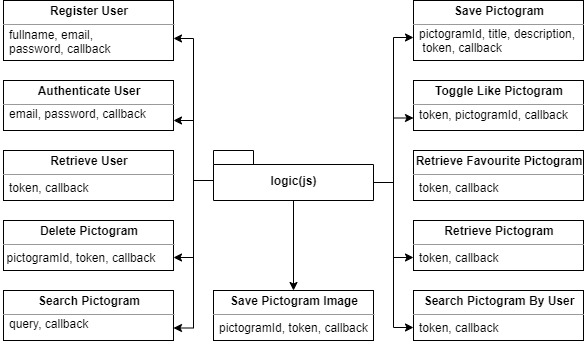 Register User
fullname, email,
password, callback
Authenticate User
email, password, callback
Retrieve User
token, callback
Delete Pictogram
pictogramId, token, callback
Search Pictogram
query, callback
logic(js)
Save Pictogram Image
pictogramId, token, callback
Save Pictogram
pictogramId, title, description,
token, callback
Toggle Like Pictogram
token, pictogramId, callback
Retrieve Favourite Pictogram
token, callback
Retrieve Pictogram
token, callback
Search Pictogram By User
token, callback